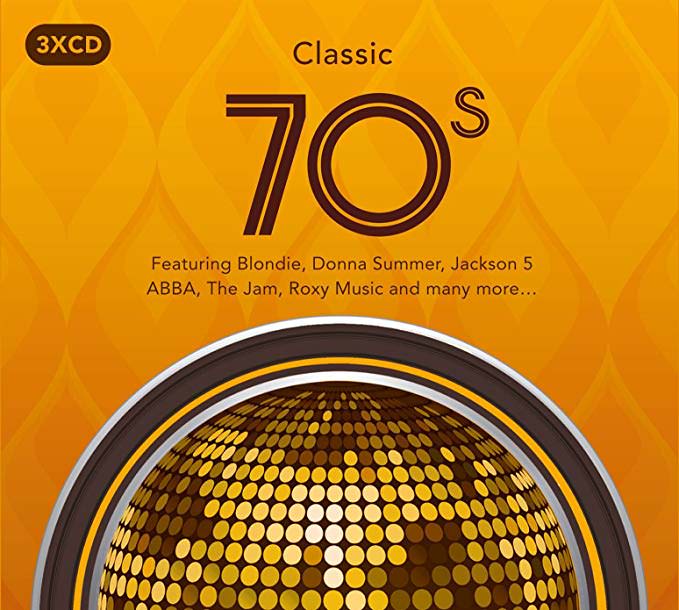 3XCD
Classic
70s
Featuring Blondie, Donna Summer, Jackson 5
ABBA, The Jam, Roxy Music and many more...